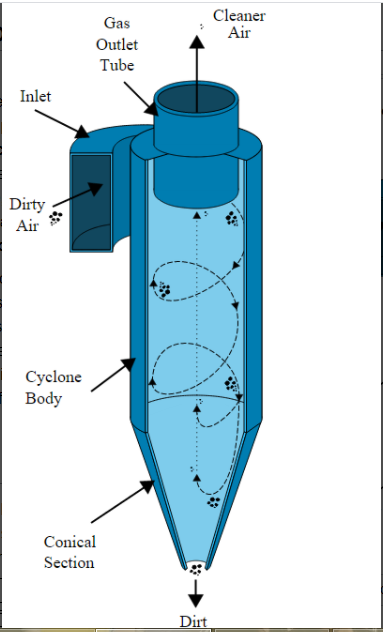 Cleaner
Air
Gas
Outlet
Tube
Inlet
Dirty
Air
Cyclone
Body
Conical
Section
Dirt